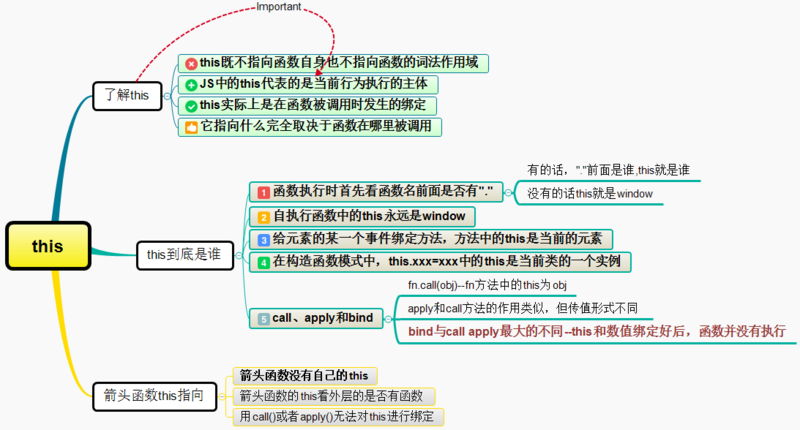 Important
this既不指向函数自身也不指向函数的词法作用域
了解this
JS中的this代表的是当前行为执行的主体
this实际上是在函数被调用时发生的绑定
它指向什么完全取决于函数在哪里被调用
有的话，"."前面是谁,this就是谁
1 函数执行时首先看函数名前面是否有"."
没有的话this就是window
2 自执行函数中的this永远是window
this
this到底是谁
3 给元素的某一个事件绑定方法，方法中的this是当前的元素
4 在构造函数模式中，this.xxx=xxx中的this是当前类的一个实例
fn.call(obj)--fn方法中的this为obj
5 call、apply和bind
apply和call方法的作用类似，但传值形式不同
bind与call apply最大的不同--this和数值绑定好后，函数并没有执行
箭头函数没有自己的this
箭头函数this指向
箭头函数的this看外层的是否有函数
用call()或者apply()无法对this进行绑定